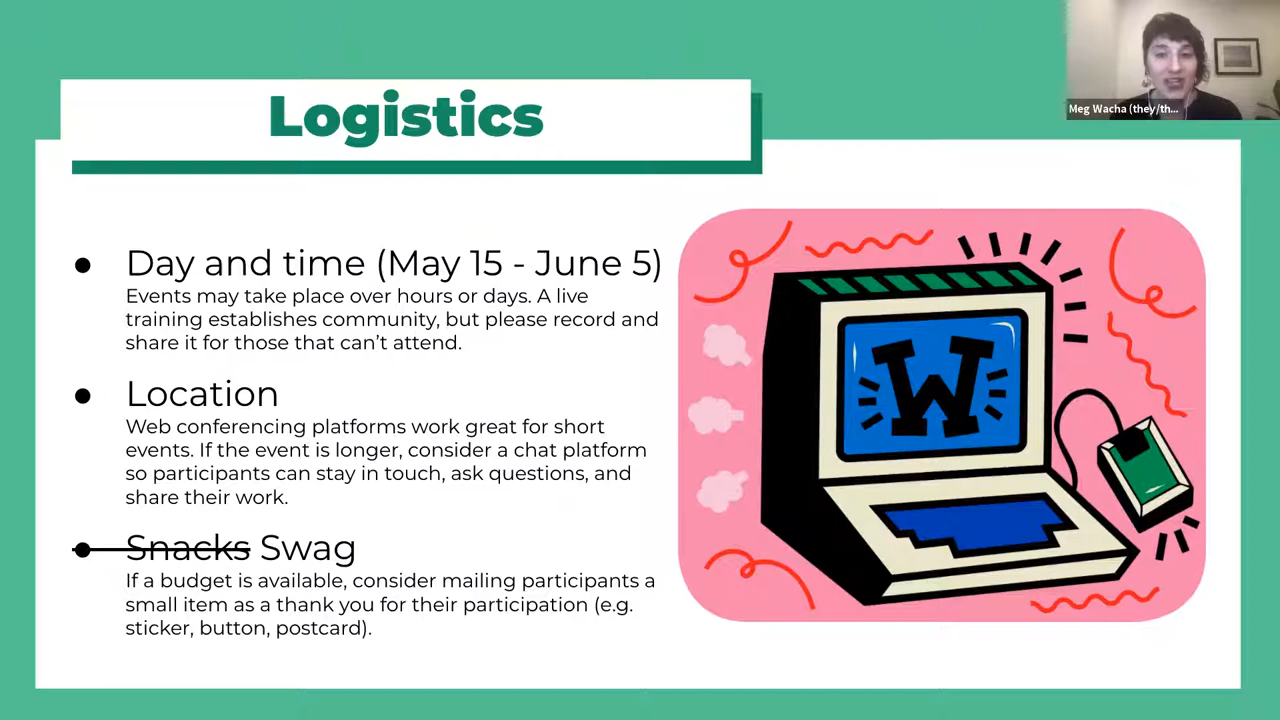 Meg Wacha (they/th...
Logistics
● Day and time (May 15 - June 5)
Events may take place over hours or days. A live
training establishes community, but please record and
share it for those that can't attend.
● Location
Web conferencing platforms work great for short
events. If the event is longer, consider a chat platform
so participants can stay in touch, ask questions, and
share their work.
● Snacks Swag
If a budget is available, consider mailing participants a
small item as a thank you for their participation (e.g.
sticker, button, postcard).
W